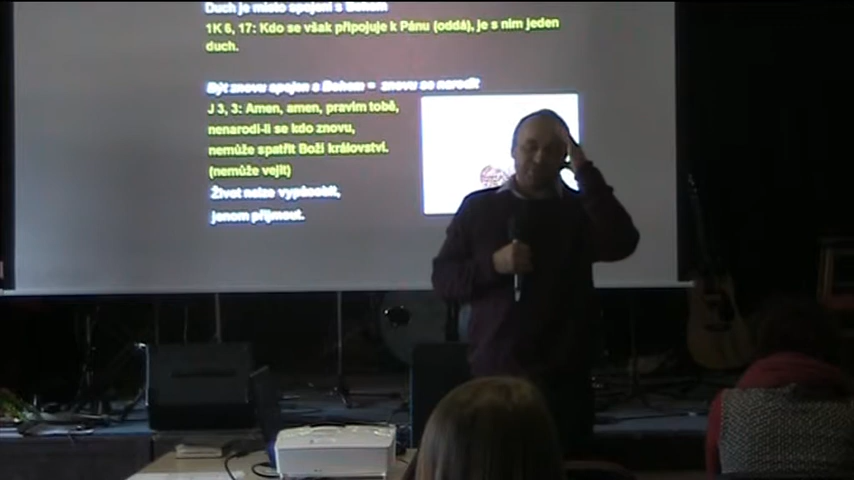 Duch je místo spojení s Bohem
1K 6, 17: Kdo se však připojuje k Pánu (oddá), je s ním jeden
duch.
Být znovu spojen s Bohem = znovu se narodit
J 3, 3: Amen, amen, pravím tobě,
nenarodí-li se kdo znovu,
nemůže spatřit Boží království.
(nemůže vejít)
Život nelze vypůsobit,
jenom přijmout.